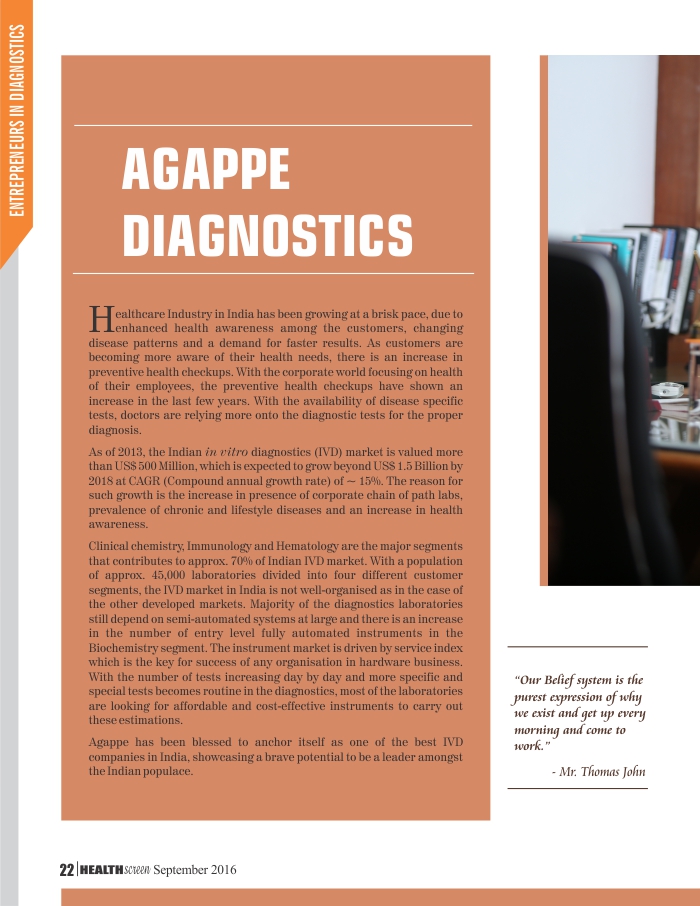 ENTREPRENEURS IN DIAGNOSTICS
AGAPPE
DIAGNOSTICS
Healthcare Industry in India has been growing at a brisk pace, due to
enhanced health awareness among the customers, changing
disease patterns and a demand for faster results. As customers are
becoming more aware of their health needs, there is an increase in
preventive health checkups. With the corporate world focusing on health
of their employees, the preventive health checkups have shown an
increase in the last few years. With the availability of disease specific
tests, doctors are relying more onto the diagnostic tests for the proper
diagnosis.
As of 2013, the Indian in vitro diagnostics (IVD) market is valued more
than US$ 500 Million, which is expected to grow beyond US$ 1.5 Billion by
2018 at CAGR (Compound annual growth rate) of ~ 15%. The reason for
such growth is the increase in presence of corporate chain of path labs,
prevalence of chronic and lifestyle diseases and an increase in health
awareness.
Clinical chemistry, Immunology and Hematology are the major segments
that contributes to approx. 70% of Indian IVD market. With a population
of approx. 45,000 laboratories divided into four different customer
segments, the IVD market in India is not well-organised as in the case of
the other developed markets. Majority of the diagnostics laboratories
still depend on semi-automated systems at large and there is an increase
in the number of entry level fully automated instruments in the
Biochemistry segment. The instrument market is driven by service index
which is the key for success of any organisation in hardware business.
With the number of tests increasing day by day and more specific and
special tests becomes routine in the diagnostics, most of the laboratories
are looking for affordable and cost-effective instruments to carry out
these estimations.
Agappe has been blessed to anchor itself as one of the best IVD
companies in India, showcasing a brave potential to be a leader amongst
the Indian populace.
“Our Belief system is the
purest expression of why
we exist and get up every
morning and come to
work.”
- Mr. Thomas John
22 | HEALTHscreen September 2016